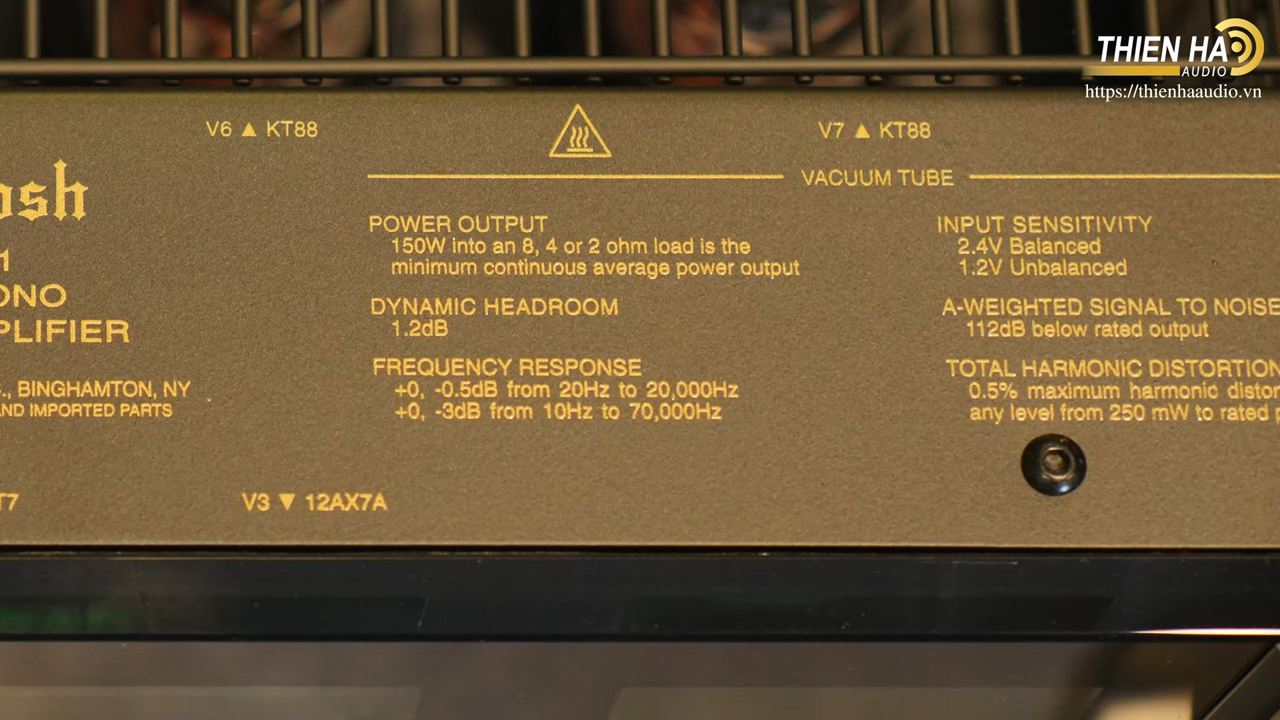 THIEN HA
AUDIO
https://thienhaaudio.vn
V6 ▲ KT88
V7 ▲ KT88
VACUUM TUBE
osh
1
ONO
PLIFIER
., BINGHAMTON, NY
AND IMPORTED PARTS
POWER OUTPUT
150W into an 8, 4 or 2 ohm load is the
minimum continuous average power output
DYNAMIC HEADROOM
1.2dB
FREQUENCY RESPONSE
+0, -0.5dB from 20Hz to 20,000Hz
+0, -3dB from 10Hz to 70,000Hz
INPUT SENSITIVITY
2.4V Balanced
1.2V Unbalanced
A-WEIGHTED SIGNAL TO NOISE
112dB below rated output
TOTAL HARMONIC DISTORTION
0.5% maximum harmonic distor
any level from 250 mW to rated p
T7
V3 ▼ 12AX7A